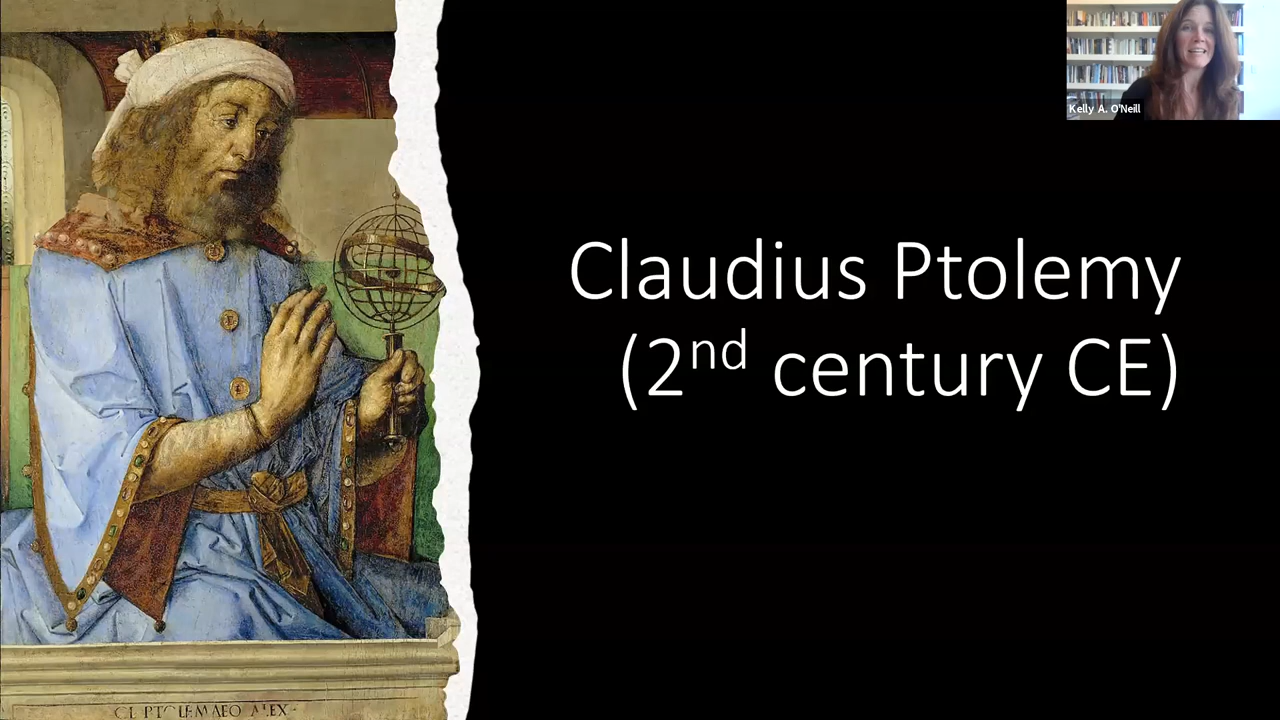 Kelly A. O'Neill
Claudius Ptolemy
(2nd century CE)
CL PTOLEMAEO ALEX